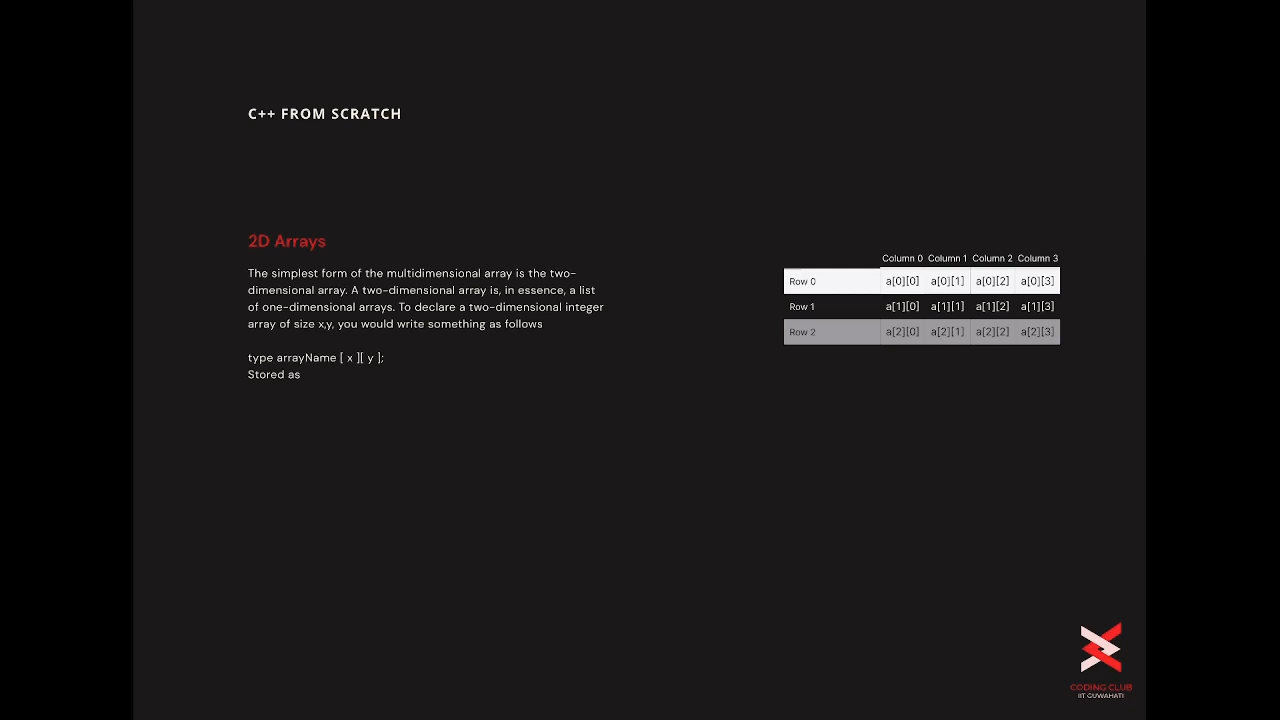 C++ FROM SCRATCH
2D Arrays
The simplest form of the multidimensional array is the two-
dimensional array. A two-dimensional array is, in essence, a list
of one-dimensional arrays. To declare a two-dimensional integer
array of size x,y, you would write something as follows
type arrayName [ x ][ y ];
Stored as
Column 0 Column 1 Column 2 Column 3
Row 0 a[0][0] a[0][1] a[0][2] a[0][3]
Row 1 a[1][0] a[1][1] a[1][2] a[1][3]
Row 2 a[2][0] a[2][1] a[2][2] a[2][3]
CODING CLUB
IIT GUWAHATI